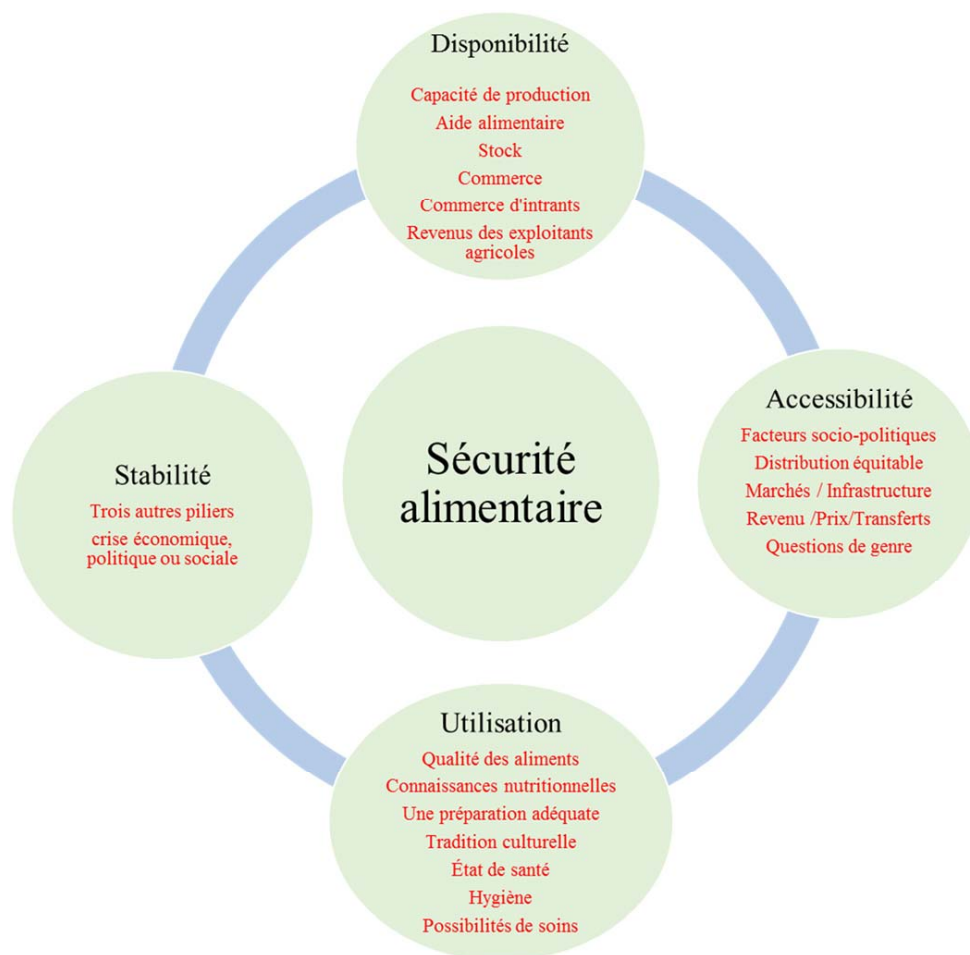 Disponibilité
Capacité de production
Aide alimentaire
Stock
Commerce
Commerce d'intrants
Revenus des exploitants
agricoles
Accessibilité
Facteurs socio-politiques
Distribution équitable
Marchés / Infrastructure
Revenu /Prix/Transferts
Questions de genre
Sécurité
alimentaire
Stabilité
Trois autres piliers
crise économique,
politique ou sociale
Utilisation
Qualité des aliments
Connaissances nutritionnelles
Une préparation adéquate
Tradition culturelle
État de santé
Hygiène
Possibilités de soins